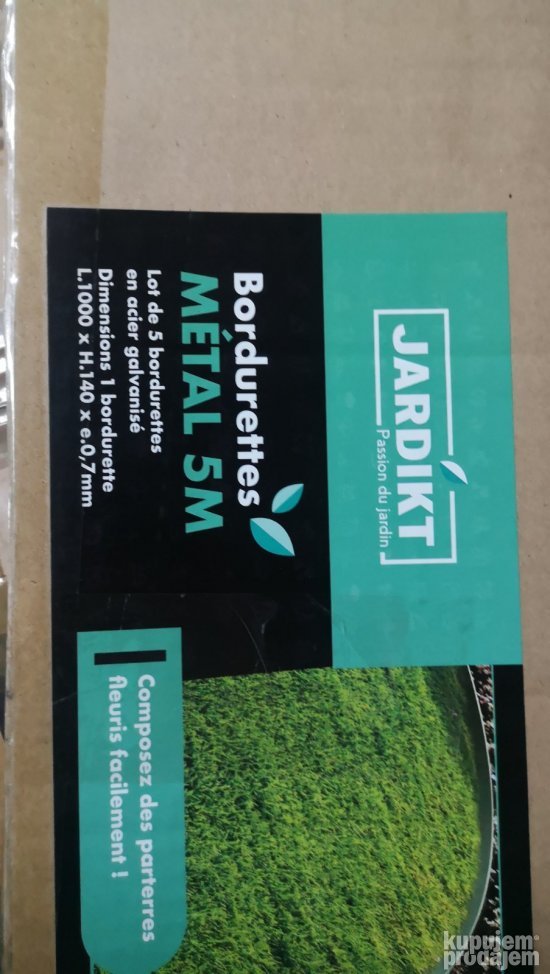 JARDIKT
Passion du jardin
Bordurettes
MÉTAL 5M
Lot de 5 bordurettes
en acier galvanisé
Dimensions 1 bordurette
L.1000 x H.140 x e.0,7mm
Composez des parterres
fleuris facilement !
kupujem
prodajem